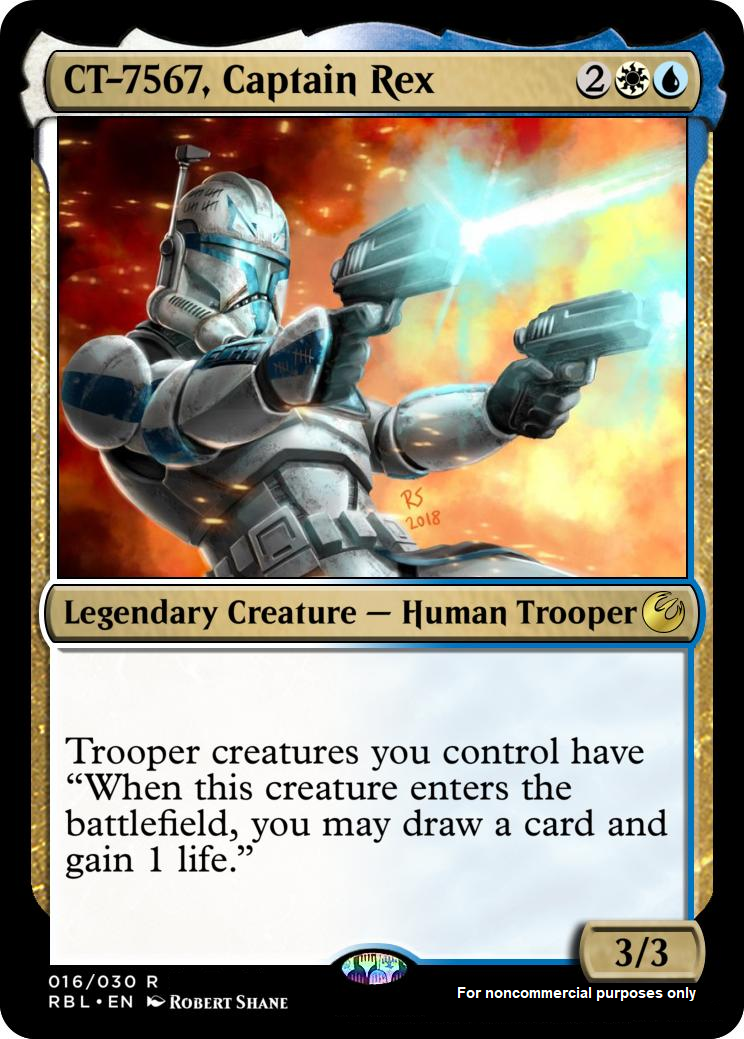 CT-7567, Captain Rex 2
RS
2018
Legendary Creature — Human Trooper
Trooper creatures you control have
“When this creature enters the
battlefield, you may draw a card and
gain 1 life.”
3/3
016/030 R
RBL • EN Robert Shane
For noncommercial purposes only